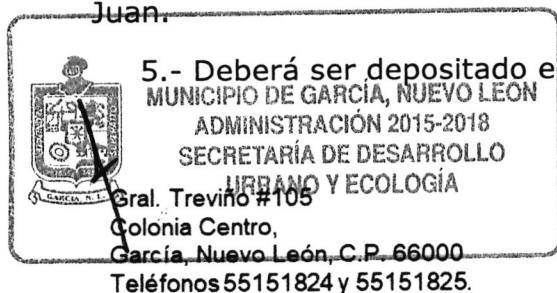 Juan.
5.- Deberá ser depositado e
MUNICIPIO DE GARCÍA, NUEVO LEÓN
ADMINISTRACIÓN 2015-2018
SECRETARÍA DE DESARROLLO
URBANO Y ECOLOGÍA
GARCIA, N. L.
Gral. Treviño #105
Colonia Centro,
García, Nuevo León, C.P. 66000
Teléfonos 55151824 y 55151825.